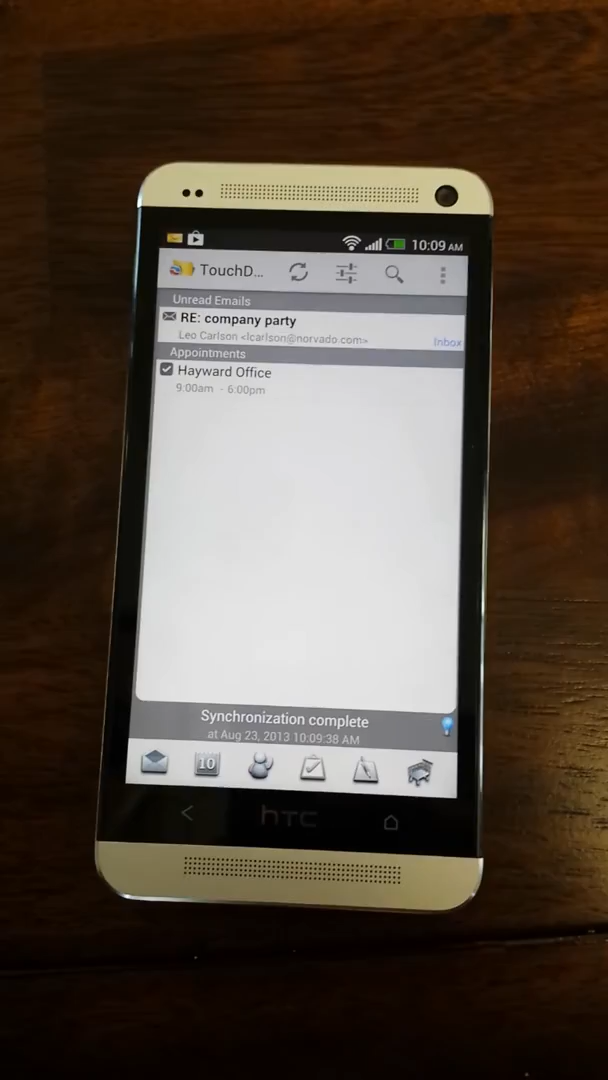 10:09 AM
TouchD...
Unread Emails
RE: company party
Leo Carlson <lcarlson@norvado.com>
Inbox
Appointments
Hayward Office
9:00am - 6:00pm
Synchronization complete
at Aug 23, 2013 10:09:38 AM
10
hTC